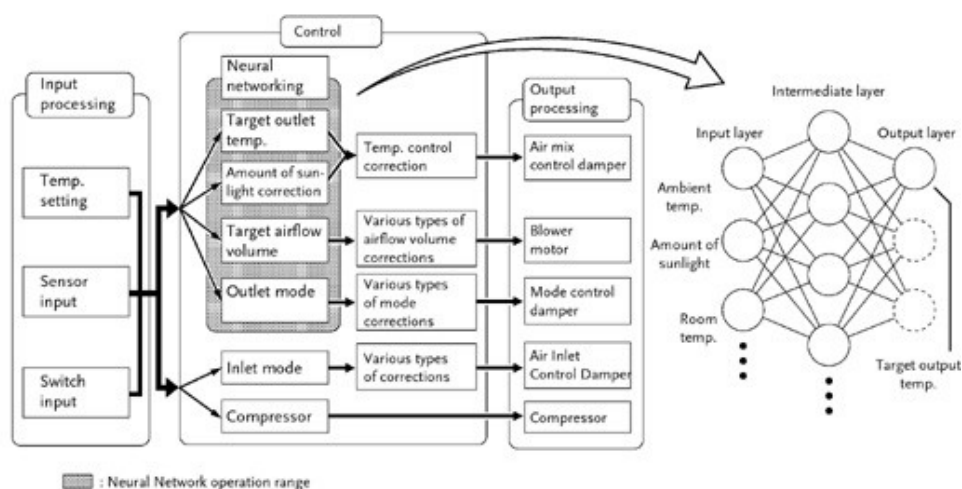 Control
Input
processing
Temp.
setting
Sensor
input
Switch
input
Neural
networking
Target outlet
temp.
Amount of sun-
light correction
Target airflow
volume
Outlet mode
Inlet mode
Compressor
Temp. control
correction
Various types of
airflow volume
corrections
Various types
of mode
corrections
Various types
of corrections
Output
processing
Air mix
control damper
Blower
motor
Mode control
damper
Air Inlet
Control Damper
Compressor
Intermediate layer
Input layer
Output layer
Ambient
temp.
Amount of
sunlight
Room
temp.
Target output
temp.
: Neural Network operation range